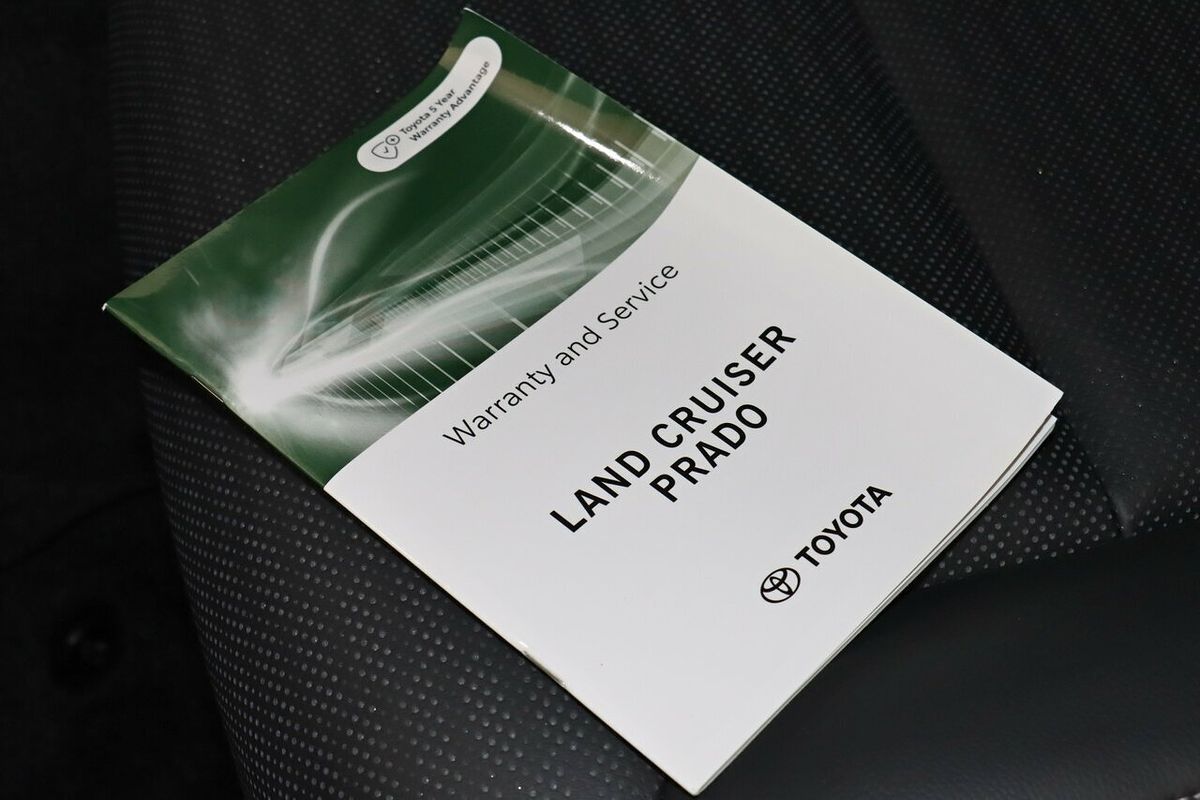 Toyota 5 Year
Warranty Advantage
Warranty and Service
LAND CRUISER
PRADO
TOYOTA